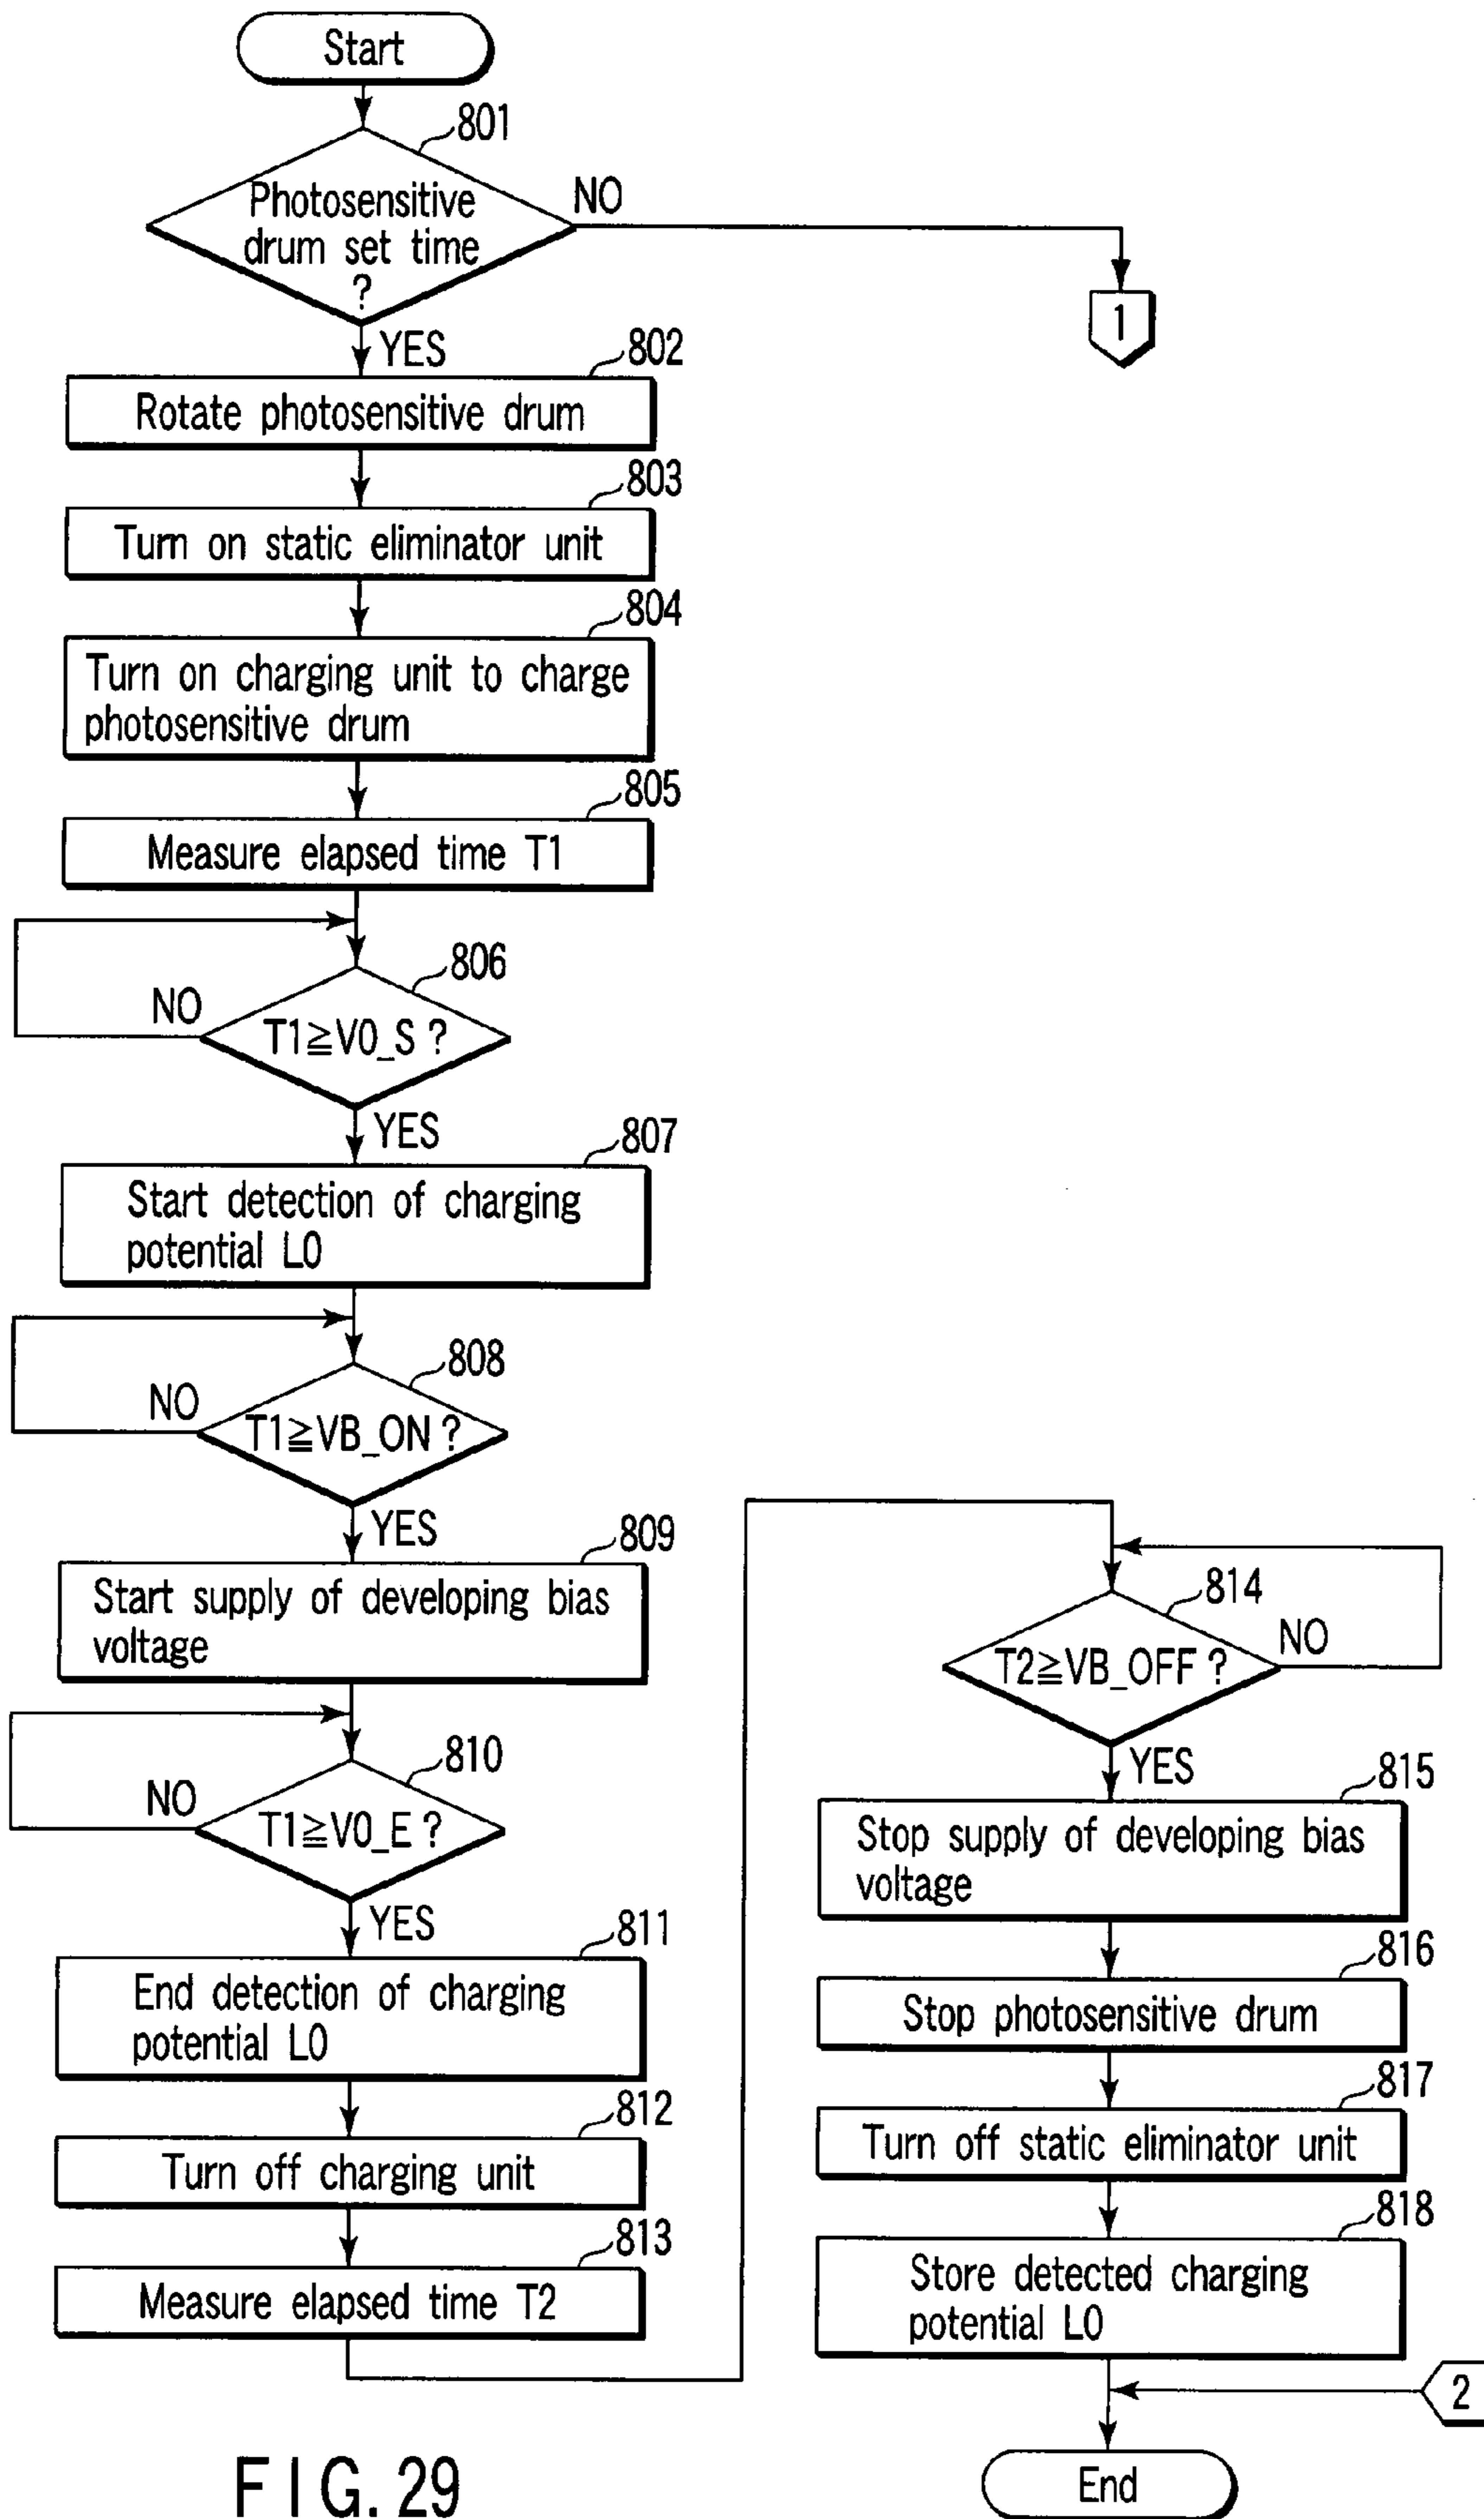 Start
801
Photosensitive
drum set time
?
NO
1
YES
802
Rotate photosensitive drum
803
Turn on static eliminator unit
804
Turn on charging unit to charge
photosensitive drum
805
Measure elapsed time T1
806
NO
T1≧V0_S ?
YES
807
Start detection of charging
potential L0
808
NO
T1≧VB_ON ?
YES
809
Start supply of developing bias
voltage
810
NO
T1≧V0_E ?
YES
811
End detection of charging
potential L0
812
Turn off charging unit
813
Measure elapsed time T2
814
T2≧VB_OFF ?
NO
YES
815
Stop supply of developing bias
voltage
816
Stop photosensitive drum
817
Turn off static eliminator unit
818
Store detected charging
potential L0
2
End
FIG. 29